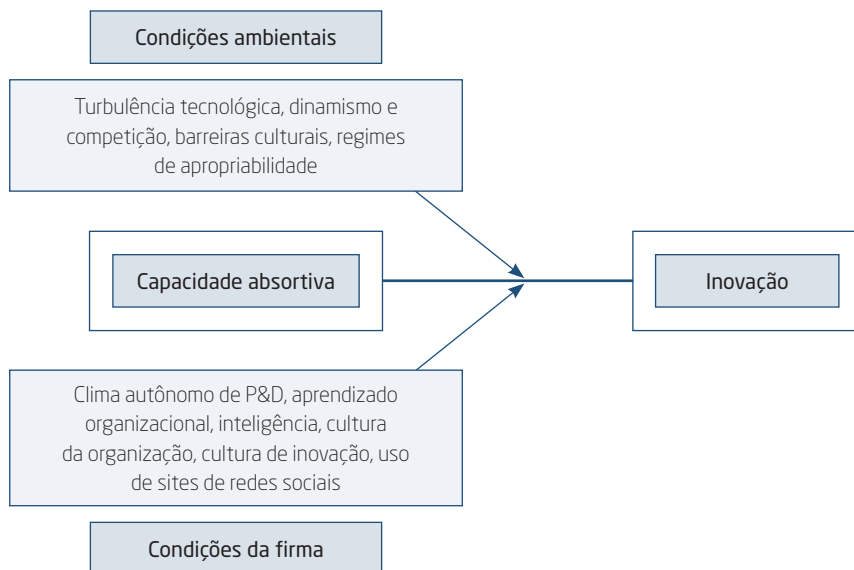 Condições ambientais
Turbulência tecnológica, dinamismo e
competição, barreiras culturais, regimes
de apropriabilidade
Capacidade absortiva
Inovação
Clima autônomo de P&D, aprendizado
organizacional, inteligência, cultura
da organização, cultura de inovação, uso
de sites de redes sociais
Condições da firma